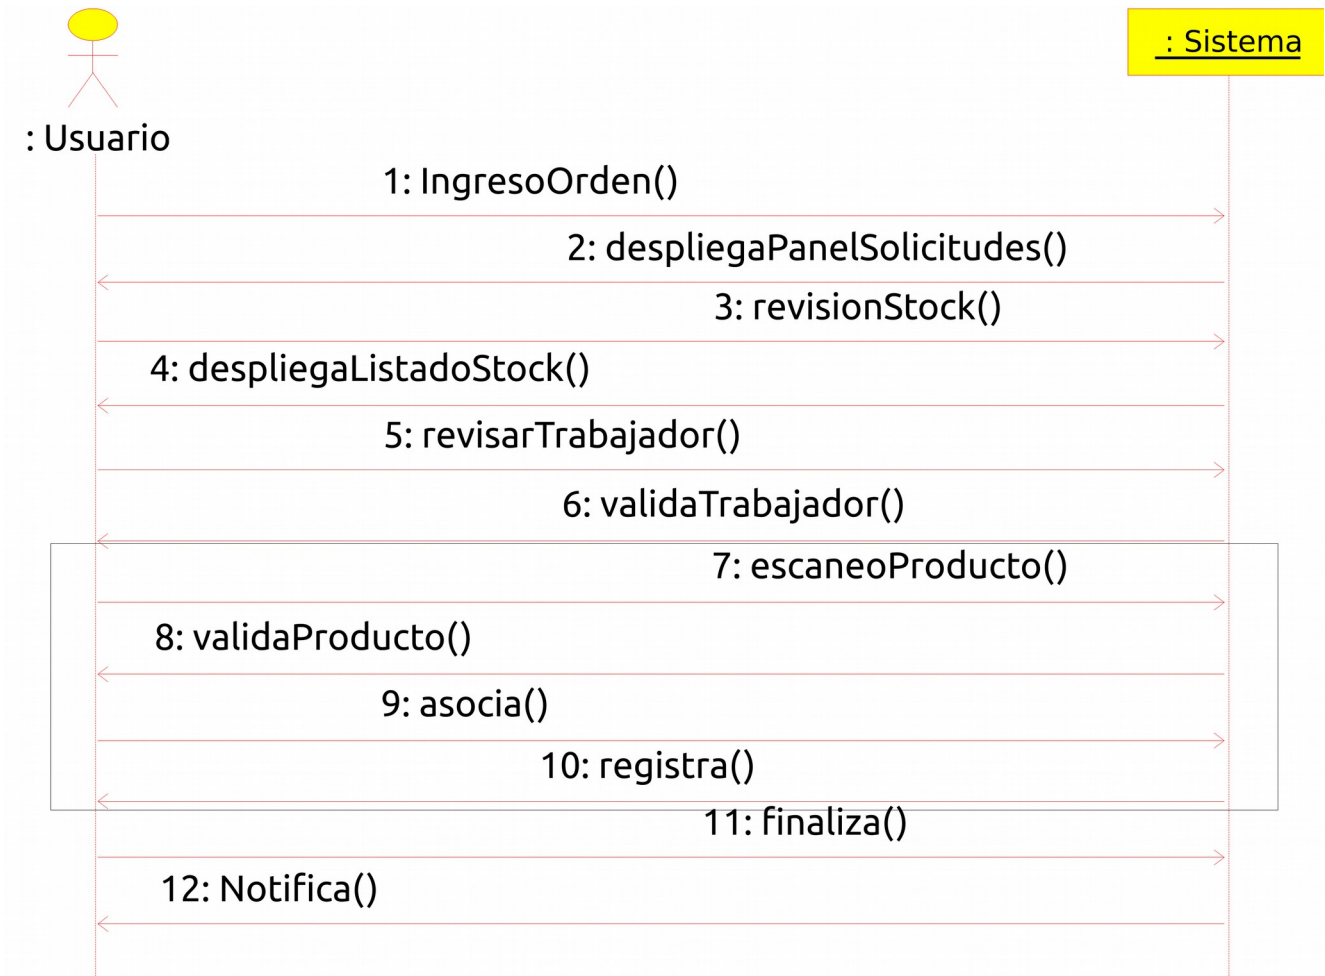 : Sistema
: Usuario
1: IngresoOrden()
2: despliegaPanelSolicitudes()
3: revisionStock()
4: despliegaListadoStock()
5: revisarTrabajador()
6: validaTrabajador()
7: escaneoProducto()
8: validaProducto()
9: asocia()
10: registra()
11: finaliza()
12: Notifica()